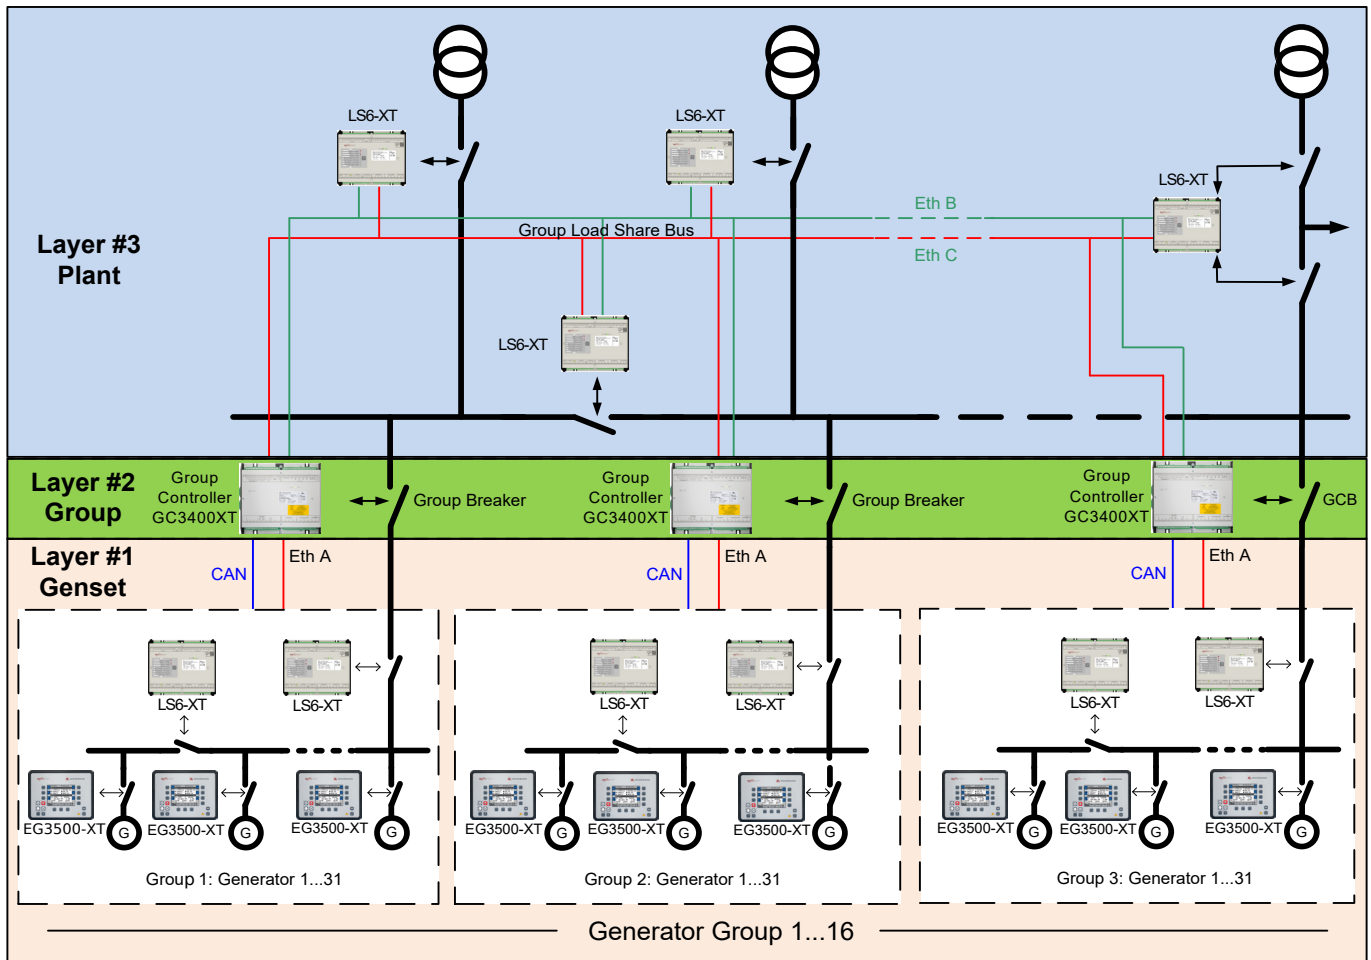 LS6-XT
LS6-XT
LS6-XT
Eth B
Group Load Share Bus
Eth C
Layer #3
Plant
LS6-XT
Layer #2
Group
Group
Controller
GC3400XT
Group Breaker
Group
Controller
GC3400XT
Group Breaker
Group
Controller
GC3400XT
GCB
Layer #1
Genset
CAN
Eth A
CAN
Eth A
CAN
Eth A
LS6-XT
LS6-XT
LS6-XT
LS6-XT
LS6-XT
LS6-XT
EG3500-XT
G
EG3500-XT
G
EG3500-XT
G
EG3500-XT
G
EG3500-XT
G
EG3500-XT
G
EG3500-XT
G
EG3500-XT
G
EG3500-XT
G
Group 1: Generator 1...31
Group 2: Generator 1...31
Group 3: Generator 1...31
Generator Group 1...16